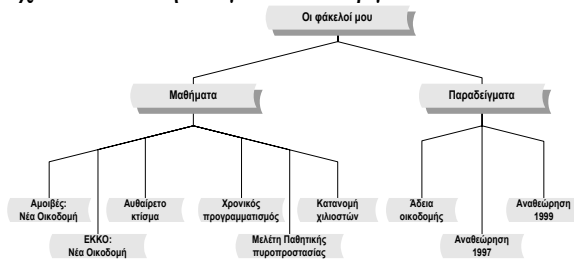 Οι φάκελοί μου
Μαθήματα
Παραδείγματα
Αμοιβές:
Νέα Οικοδομή
Αυθαίρετο
κτίσμα
Χρονικός
προγραμματισμός
Κατανομή
χιλιοστών
Άδεια
οικοδομής
Αναθεώρηση
1999
ΕΚΚΟ:
Νέα Οικοδομή
Μελέτη Παθητικής
πυροπροστασίας
Αναθεώρηση
1997